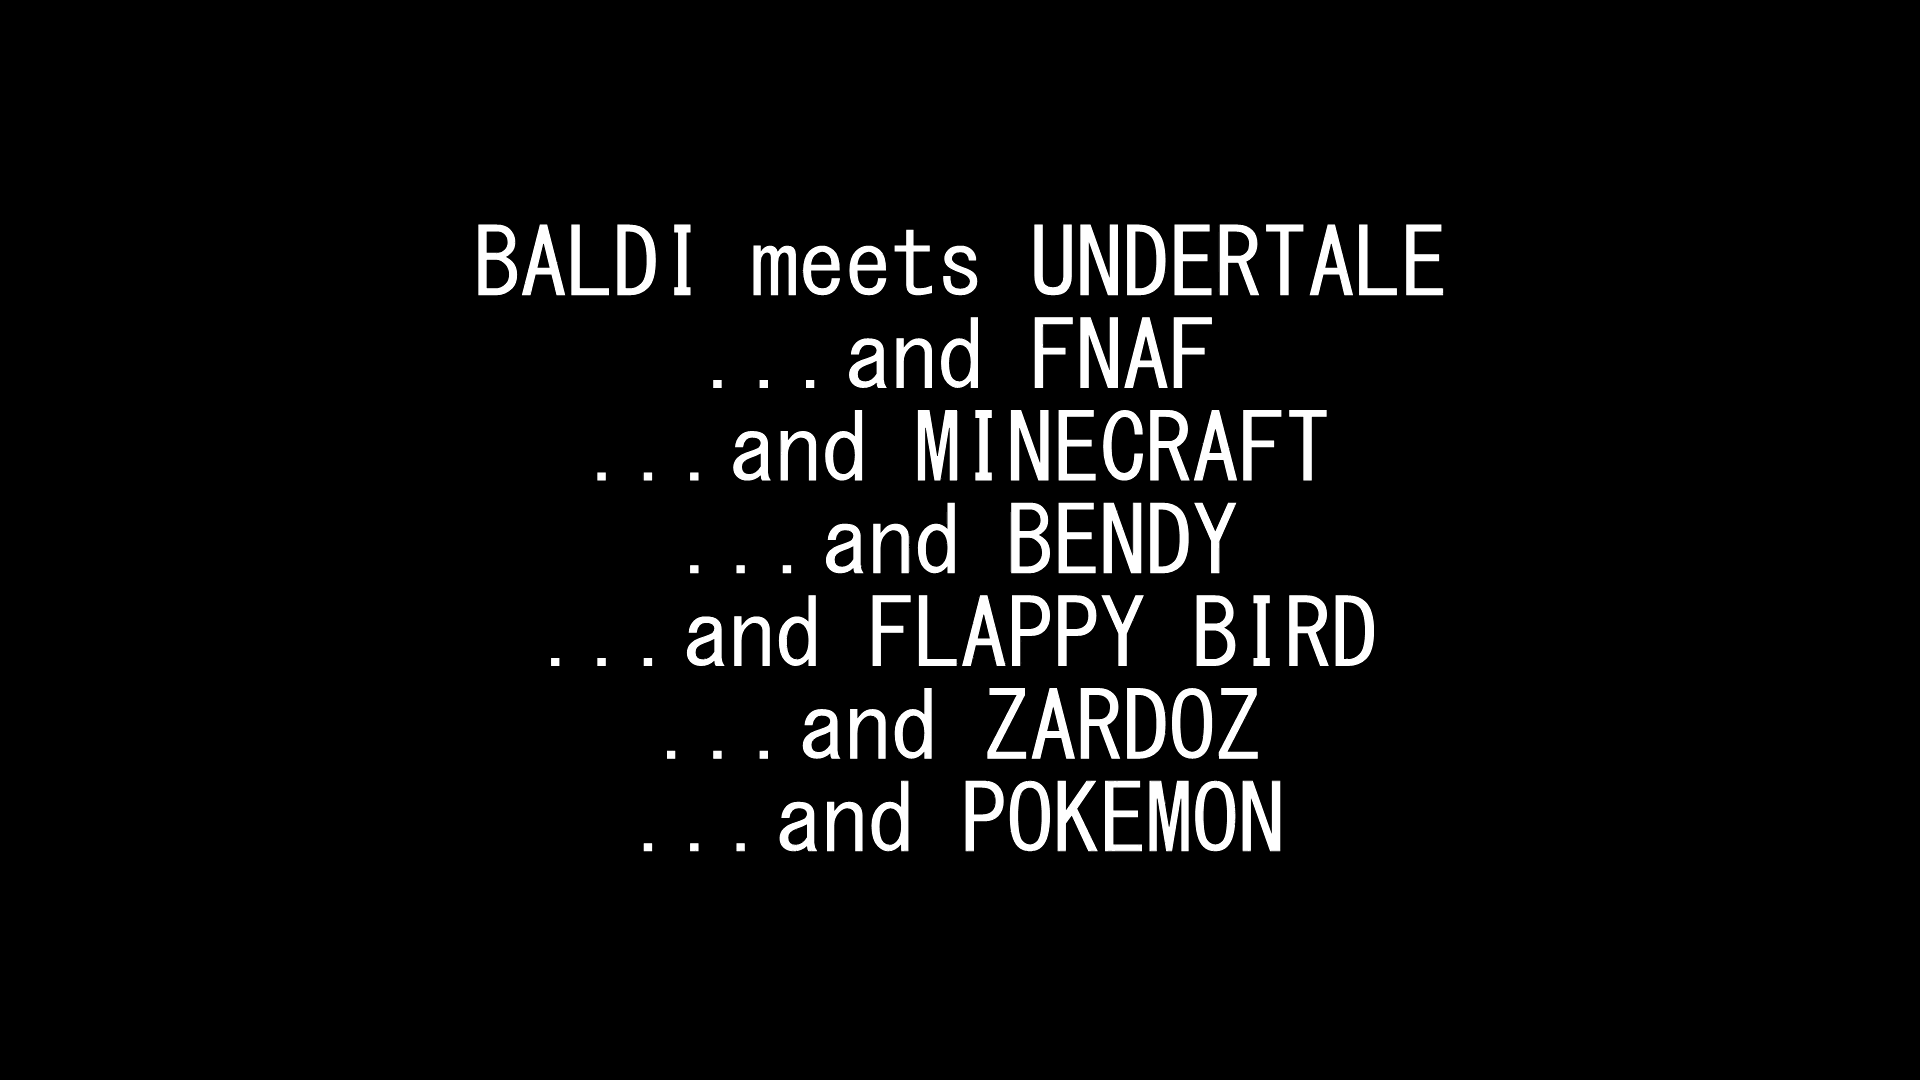 BALDI meets UNDERTALE
...and FNAF
...and MINECRAFT
...and BENDY
...and FLAPPY BIRD
...and ZARDOZ
...and POKEMON